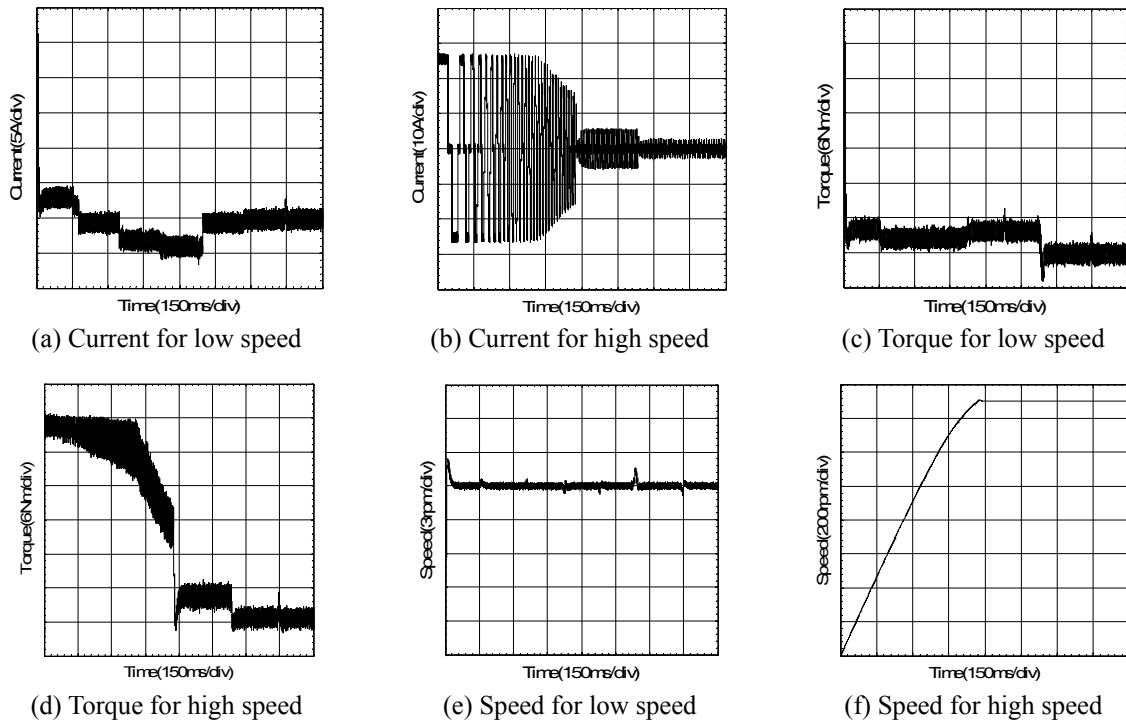 Current(5A/div)
Time(150ms/div)
(a) Current for low speed
Current(10A/div)
Time(150ms/div)
(b) Current for high speed
Torque(6Nm/div)
Time(150ms/div)
(c) Torque for low speed
Torque(6Nm/div)
Time(150ms/div)
(d) Torque for high speed
Speed(3rpm/div)
Time(150ms/div)
(e) Speed for low speed
Speed(200rpm/div)
Time(150ms/div)
(f) Speed for high speed